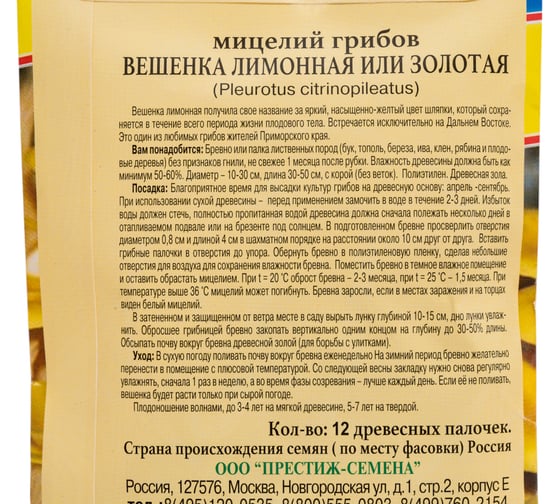 мицелий грибов
ВЕШЕНКА ЛИМОННАЯ ИЛИ ЗОЛОТАЯ
(Pleurotus citrinopileatus)
Вешенка лимонная получила свое название за яркий, насыщенно-желтый цвет шляпки, который сохра-
няется в течение всего периода жизни плодового тела. Встречается исключительно на Дальнем Востоке.
Это один из любимых грибов жителей Приморского края.
Вам понадобится: Бревно или палка лиственных пород (бук, тополь, береза, ива, клен, рябина и плодо-
вые деревья) без признаков гнили, не свежее 1 месяца после рубки. Влажность древесины должна быть как
минимум 50-60%. Диаметр – 10-30 см, длина 30-50 см, с корой (без веток). Полиэтилен. Древесная зола.
Посадка: Благоприятное время для высадки культур грибов на древесную основу: апрель -сентябрь.
При использовании сухой древесины – перед применением замочить в воде в течение 2-3 дней. Избыток
воды должен стечь, полностью пропитанная водой древесина должна сначала полежать несколько дней в
отапливаемом подвале или на брезенте под солнцем. В подготовленном бревне просверлить отверстия
диаметром 0,8 см и длиной 4 см в шахматном порядке на расстоянии около 10 см друг от друга. Вставить
грибные палочки в отверстия до упора. Обернуть бревно в полиэтиленовую пленку, сделав небольшие
отверстия для воздуха для сохранения влажности бревна. Поместить бревно в темное влажное помещение
и оставить обрастать мицелием. При t = 20 °С оброст бревна – 2-3 месяца, при t = 25 °С – 1,5 месяца. При
температуре выше 36 °С мицелий может погибнуть. Бревна заросли, если в местах заражения и на торцах
виден белый мицелий.
В затененном и защищенном от ветра месте в саду вырыть лунку глубиной 10-15 см, дно лунки увлаж-
нить. Обросшее грибницей бревно закопать вертикально одним концом на глубину до 30-50% длины.
Обсыпать почву вокруг бревна древесной золой (для борьбы с улитками).
Уход: В сухую погоду поливать почву вокруг бревна еженедельно На зимний период бревно желательно
перенести в помещение с плюсовой температурой. Со следующей весны закладку нужно снова регулярно
увлажнять, сначала 1 раз в неделю, а во время фазы созревания – лучше каждый день. Если её не поливать,
вешенка будет расти только при сырой погоде.
Плодоношение волнами, до 3-4 лет на мягкой древесине, 5-7 лет на твердой.
Кол-во: 12 древесных палочек.
Страна происхождения семян ( по месту фасовки) Россия
ООО "ПРЕСТИЖ-СЕМЕНА"
Россия, 127576, Москва, Новгородская ул, д.1, стр.2, корпус Е